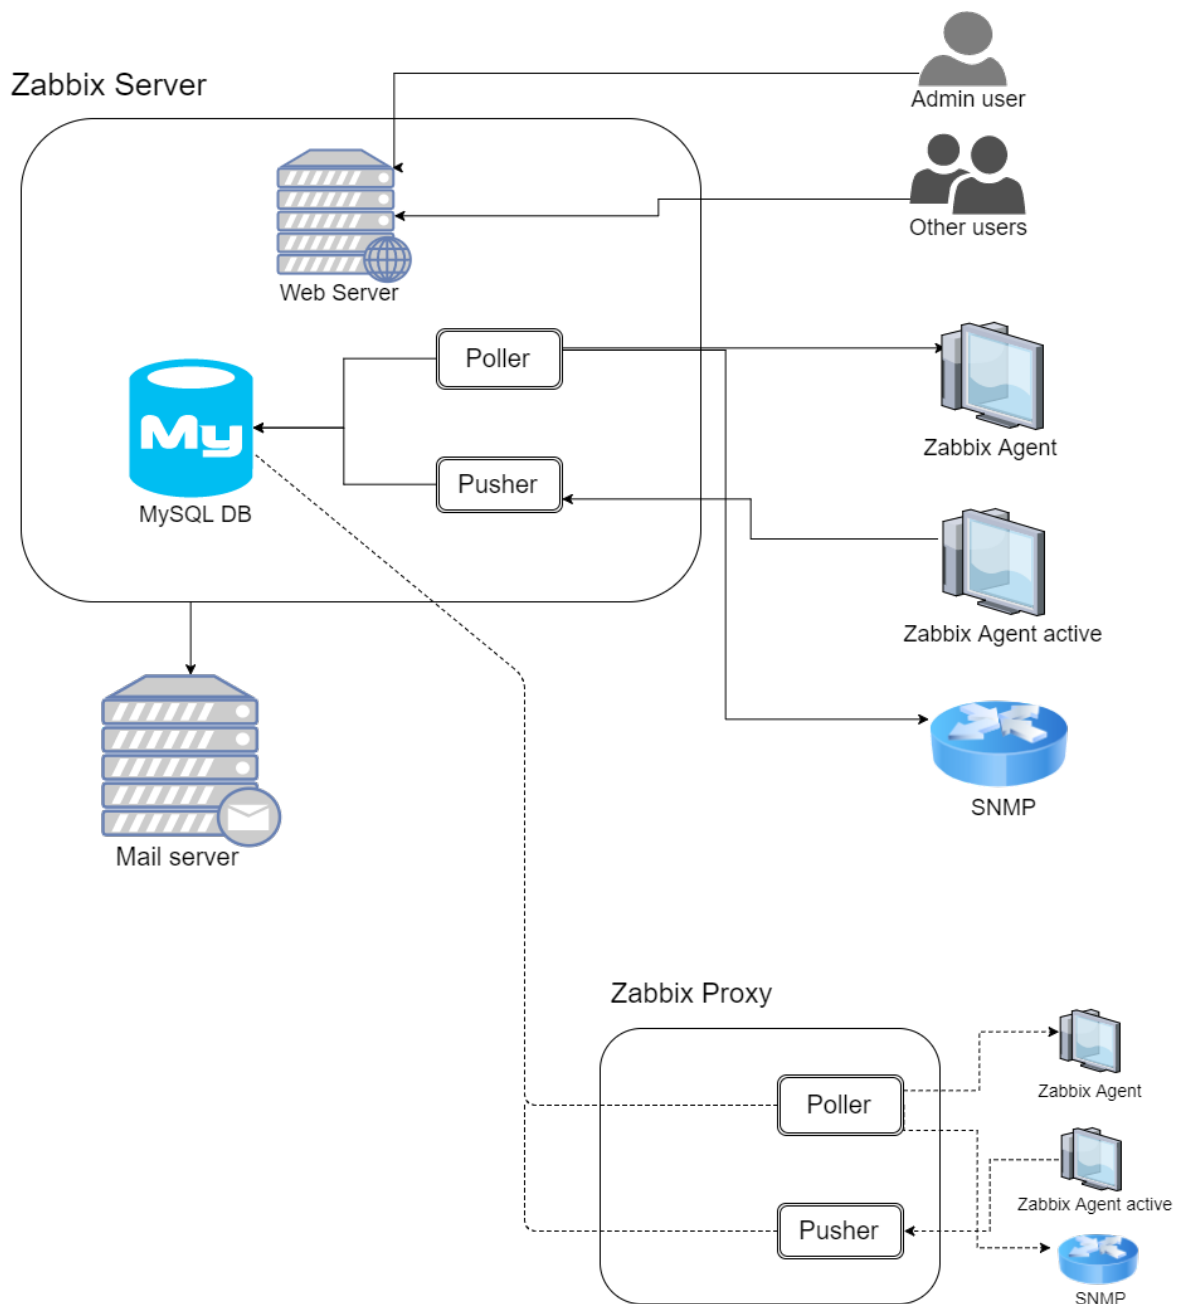 Zabbix Server
Admin user
Other users
Web Server
Poller
Zabbix Agent
My
MySQL DB
Pusher
Zabbix Agent active
SNMP
Mail server
Zabbix Proxy
Poller
Zabbix Agent
Zabbix Agent active
Pusher
SNMP